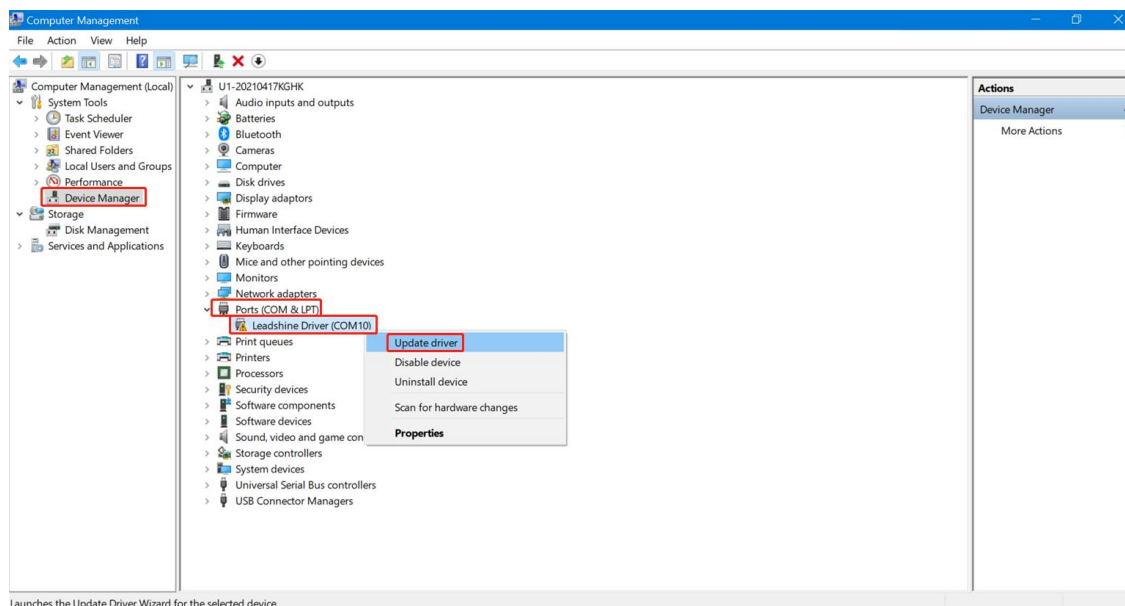 Computer Management
File Action View Help
Computer Management (Local)
System Tools
Task Scheduler
Event Viewer
Shared Folders
Local Users and Groups
Performance
Device Manager
Storage
Disk Management
Services and Applications
U1-20210417KGHK
Audio inputs and outputs
Batteries
Bluetooth
Cameras
Computer
Disk drives
Display adaptors
Firmware
Human Interface Devices
Keyboards
Mice and other pointing devices
Monitors
Network adapters
Ports (COM & LPT)
Leadshine Driver (COM10)
Print queues
Printers
Processors
Security devices
Software components
Software devices
Sound, video and game con
Storage controllers
System devices
Universal Serial Bus controllers
USB Connector Managers
Update driver
Disable device
Uninstall device
Scan for hardware changes
Properties
Actions
Device Manager
More Actions
Launches the Update Driver Wizard for the selected device.